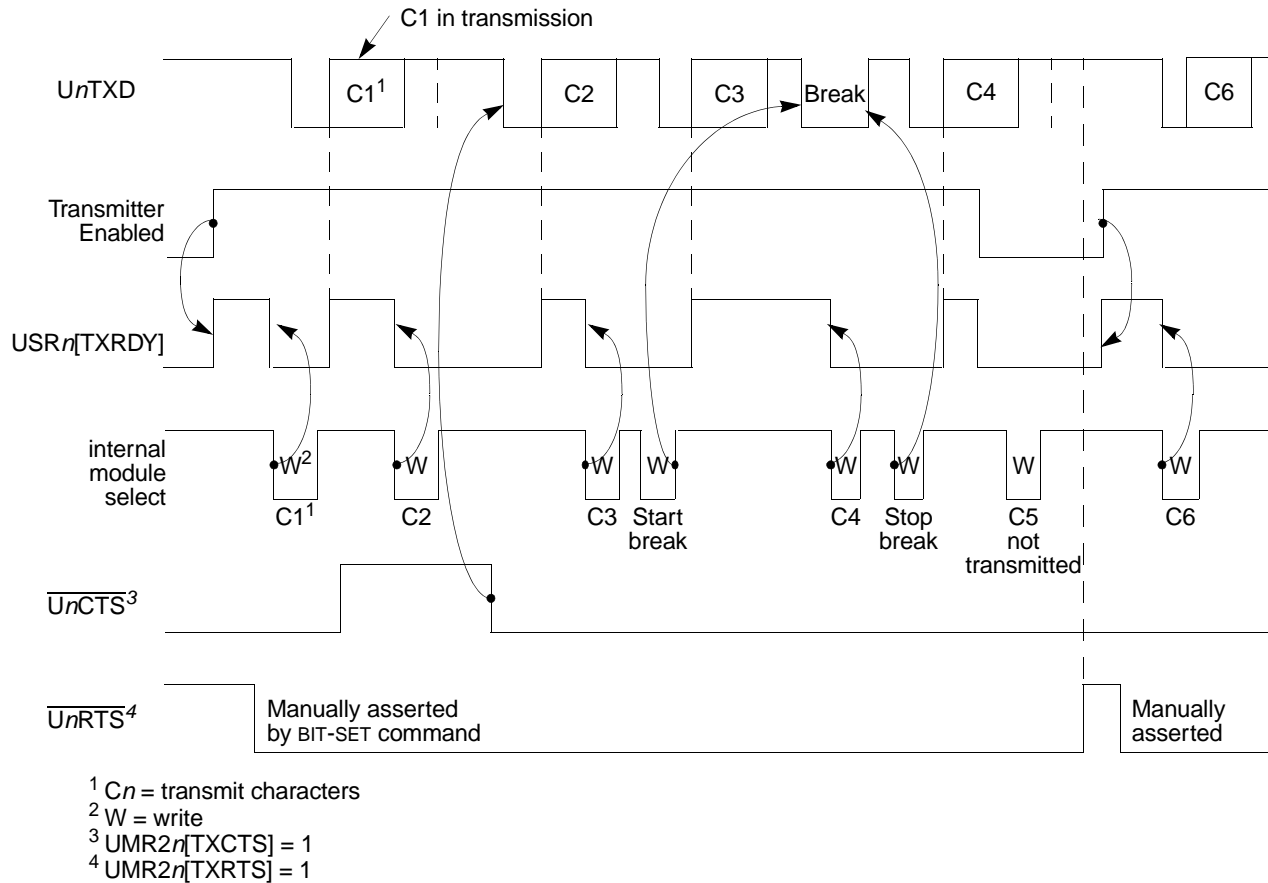 C1 in transmission
UnTXD
C1¹
C2
C3
Break
C4
C6
Transmitter
Enabled
USRn[TXRDY]
internal
module
select
W²
W
W
W
W
W
W
W
C1¹
C2
C3
Start
break
C4
Stop
break
C5
not
transmitted
C6
UnCTS³
UnRTS⁴
Manually asserted
by BIT-SET command
Manually
asserted
¹ Cn = transmit characters
² W = write
³ UMR2n[TXCTS] = 1
⁴ UMR2n[TXRTS] = 1